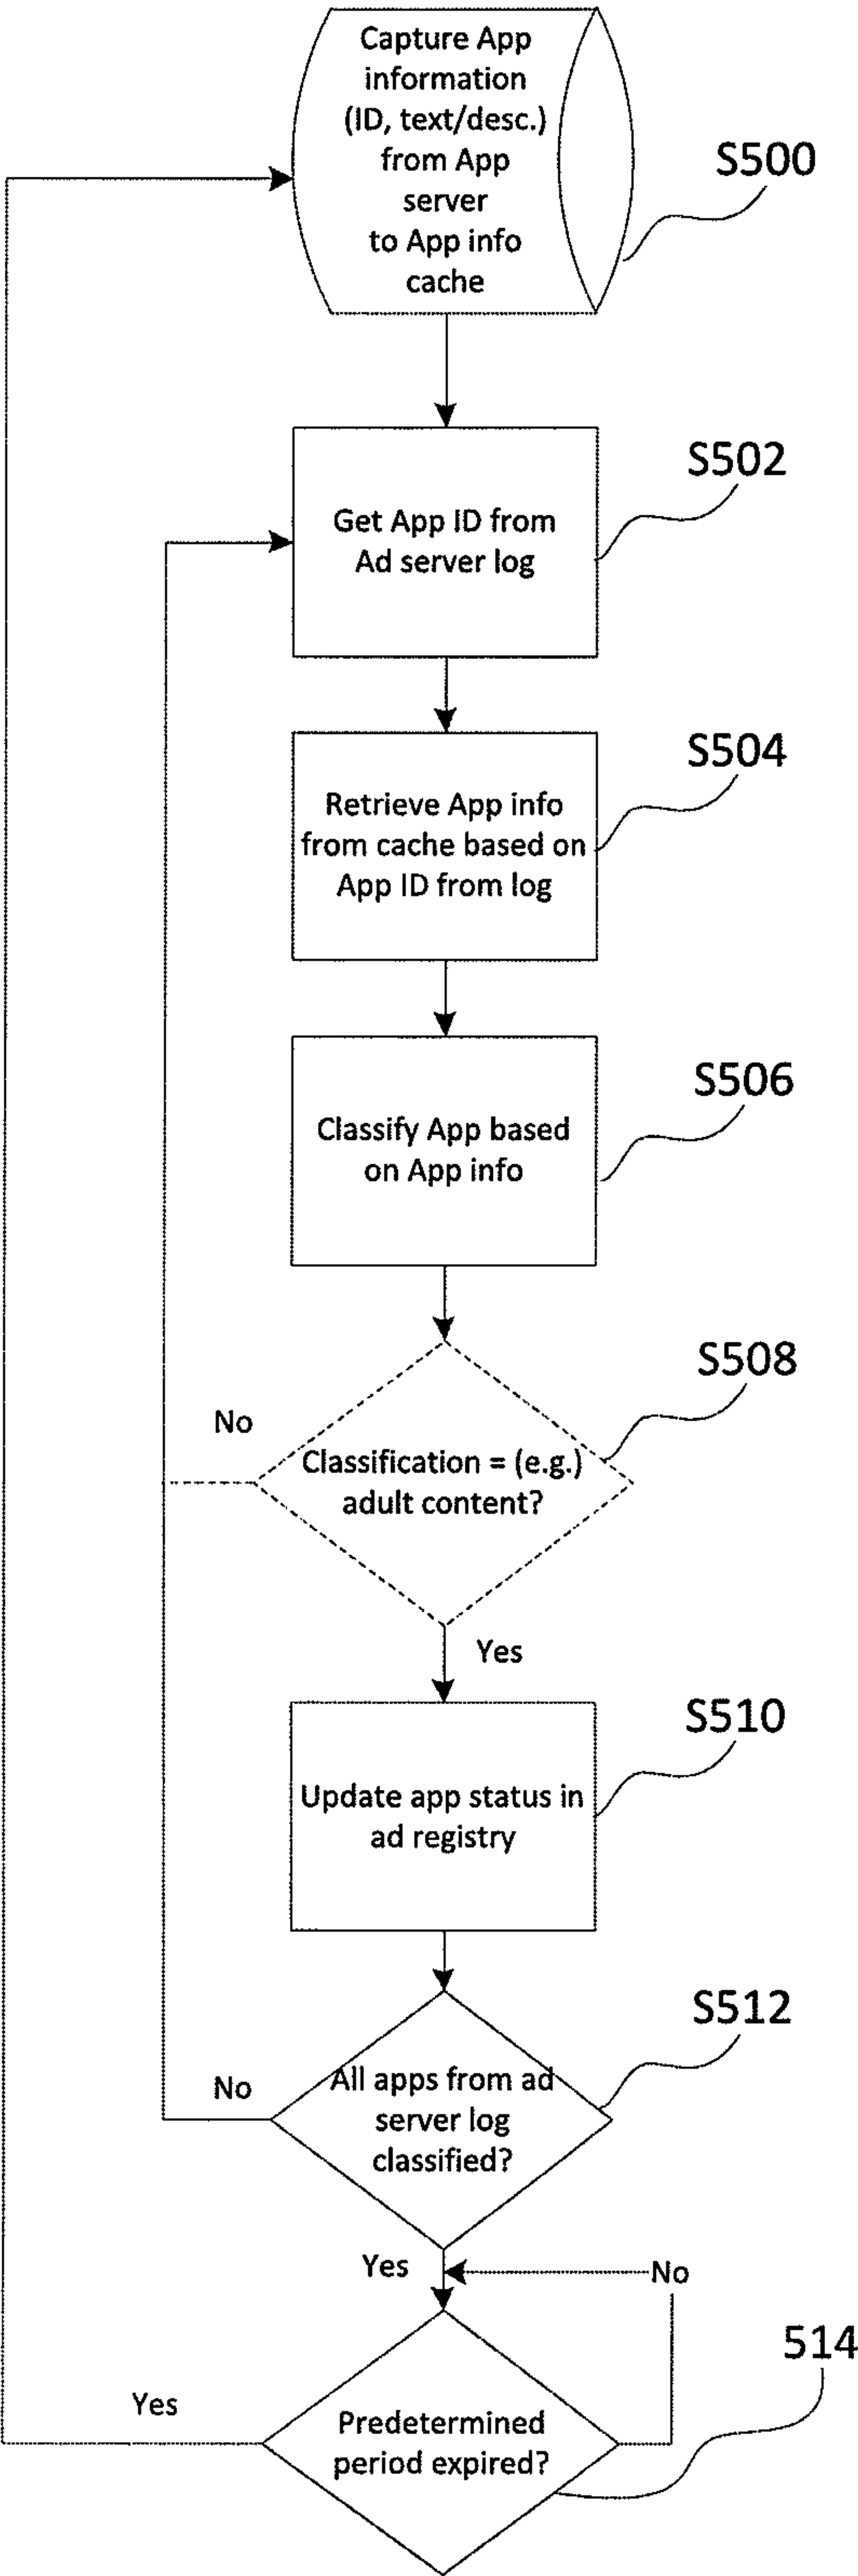 Capture App
information
(ID, text/desc.)
from App
server
to App info
cache
S500
S502
Get App ID from
Ad server log
S504
Retrieve App info
from cache based on
App ID from log
S506
Classify App based
on App info
S508
No
Classification = (e.g.)
adult content?
Yes
S510
Update app status in
ad registry
S512
No
All apps from ad
server log
classified?
Yes
No
514
Yes
Predetermined
period expired?